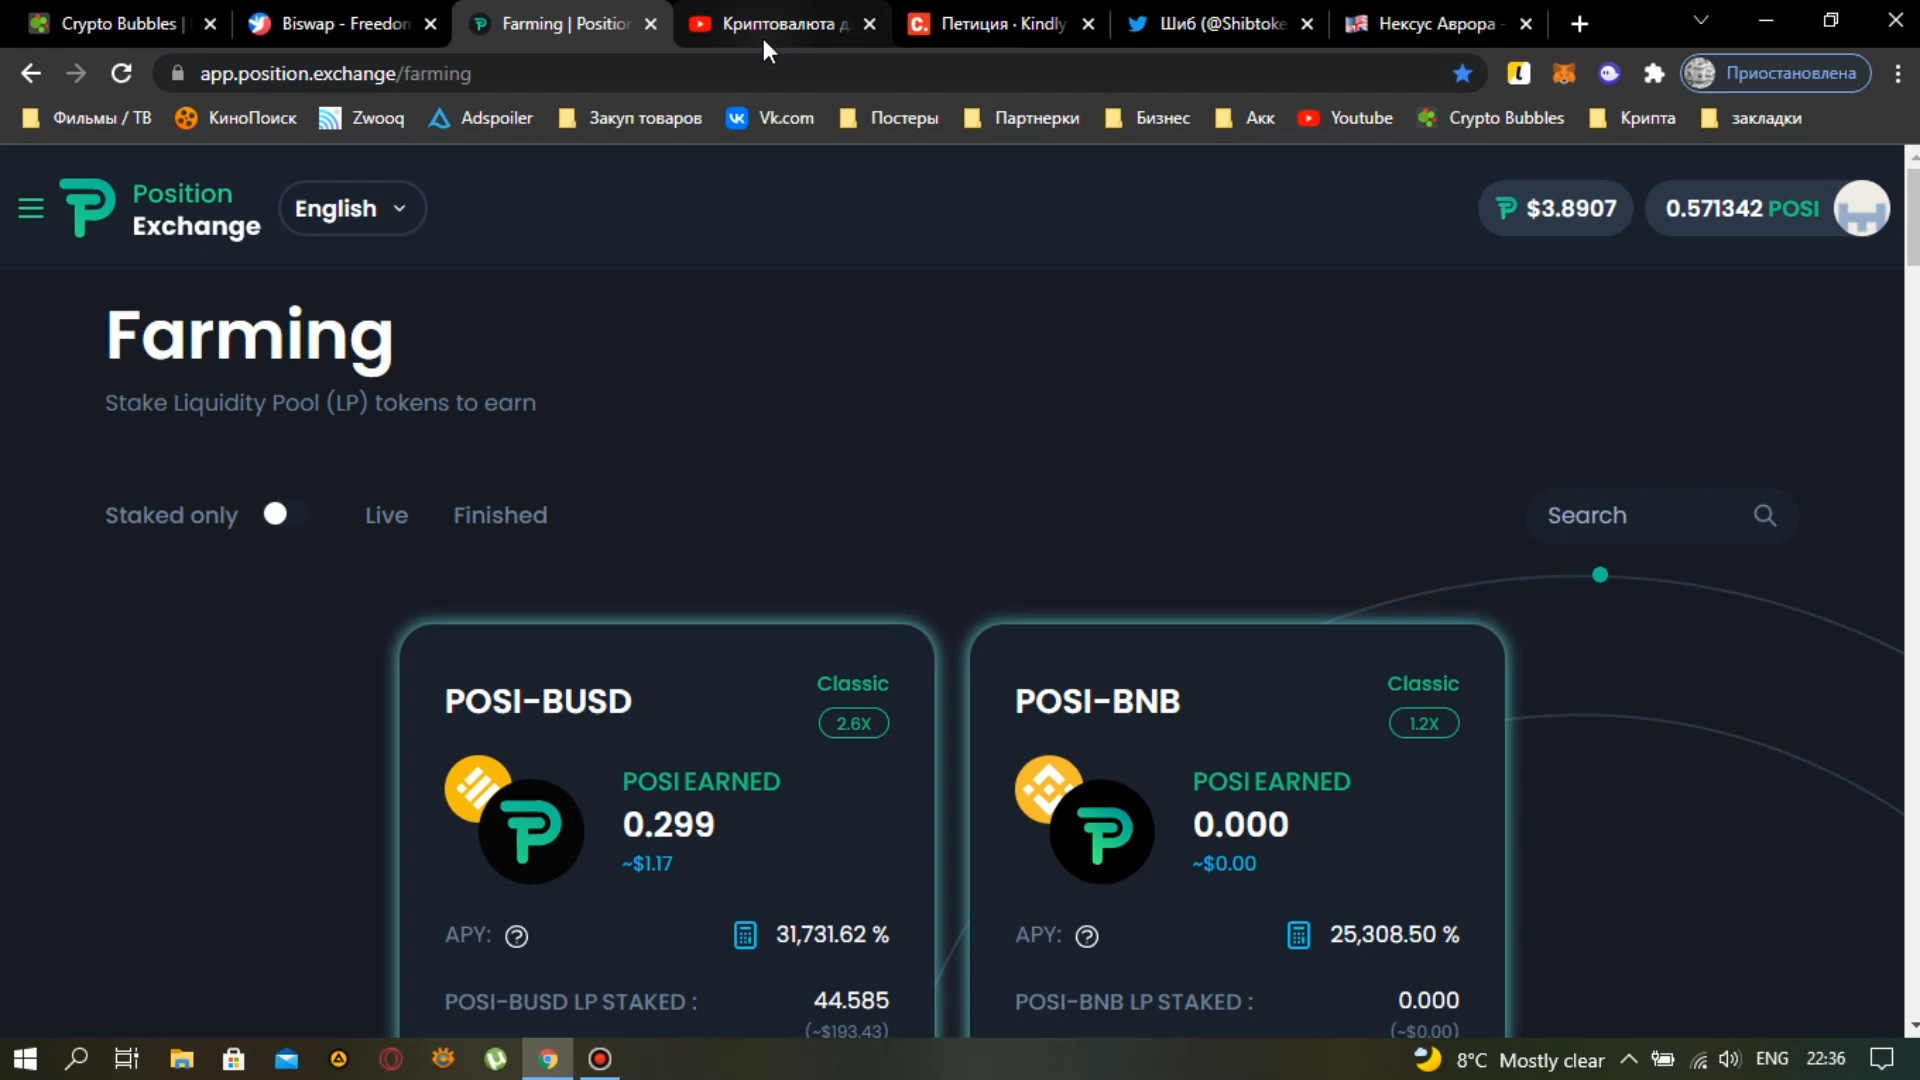 Crypto Bubbles |
Biswap - Freedom
Farming | Position
Криптовалюта д
Петиция · Kindly
Шиб (@Shibtoke
Нексус Аврора -
app.position.exchange/farming
Приостановлена
Фильмы / ТВ
КиноПоиск
Zwooq
Adspoiler
Закуп товаров
Vk.com
Постеры
Партнерки
Бизнес
Акк
Youtube
Crypto Bubbles
Крипта
закладки
Position
Exchange
English
$3.8907
0.571342 POSI
Farming
Stake Liquidity Pool (LP) tokens to earn
Staked only
Live
Finished
Search
POSI-BUSD
Classic
2.6X
POSI EARNED
0.299
~$1.17
APY:
31,731.62 %
POSI-BUSD LP STAKED :
44.585
(~$193.43)
POSI-BNB
Classic
1.2X
POSI EARNED
0.000
~$0.00
APY:
25,308.50 %
POSI-BNB LP STAKED :
0.000
(~$0.00)
8°C Mostly clear
ENG
22:36